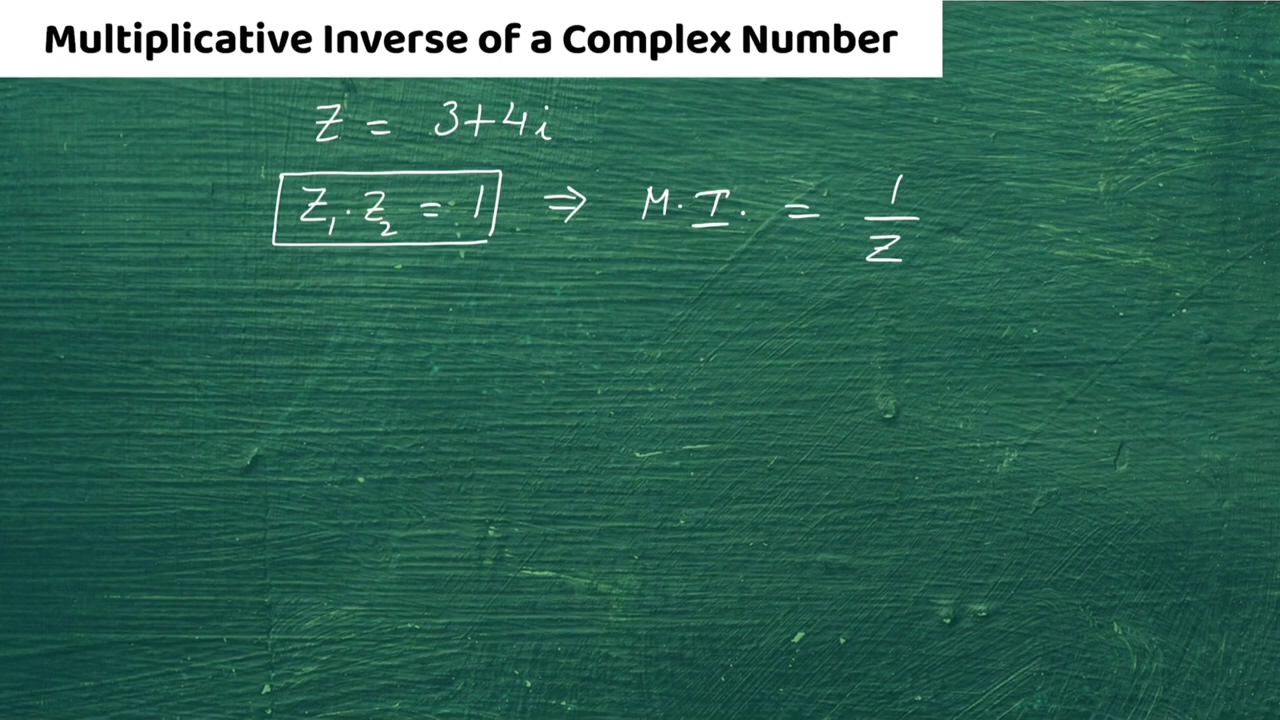 Multiplicative Inverse of a Complex Number
Z = 3+4i
Z₁ · Z₂ = 1 ⇒ M.I. = 1/Z